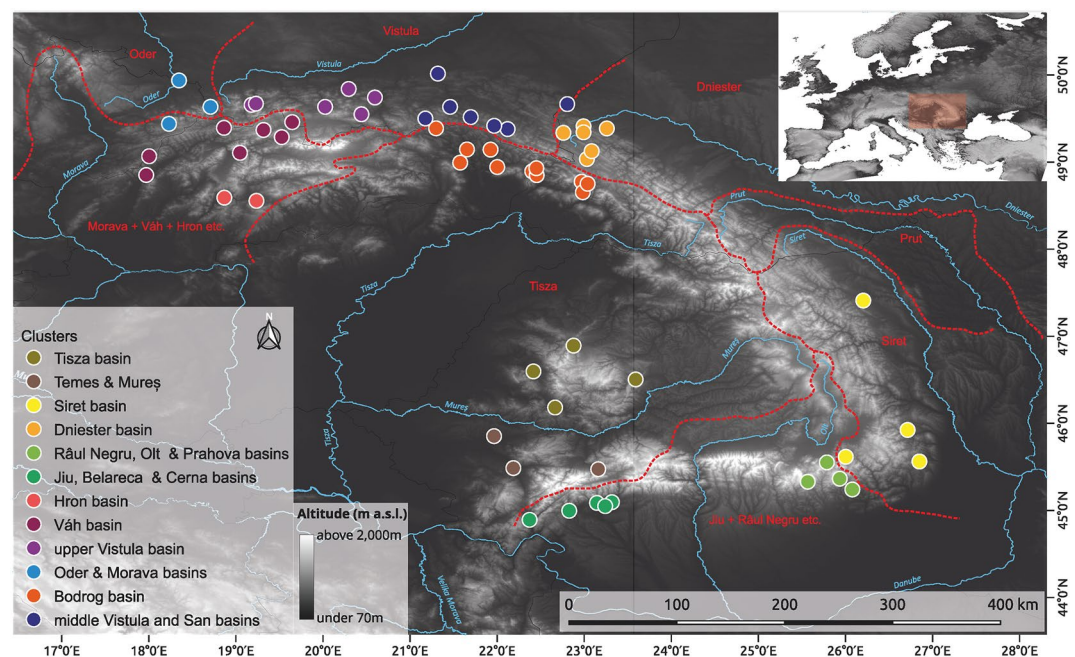 Oder
Vistula
Vistula
Dniester
50°0'N
Oder
Morava
49°0'N
Prut
Dniester
Morava + Váh + Hron etc.
Siret
Prut
Tisza
48°0'N
Tisza
Tisza
Siret
47°0'N
Mureș
Mureș
Olt
46°0'N
Tisza
N
Clusters
Tisza basin
Temes & Mureș
Siret basin
Dniester basin
Râul Negru, Olt & Prahova basins
Jiu, Belareca & Cerna basins
Hron basin
Váh basin
upper Vistula basin
Oder & Morava basins
Bodrog basin
middle Vistula and San basins
Altitude (m a.s.l.)
above 2,000m
under 70m
45°0'N
Jiu + Râul Negru etc.
Velika Morava
Danube
44°0'N
0 100 200 300 400 km
17°0'E 18°0'E 19°0'E 20°0'E 21°0'E 22°0'E 23°0'E 24°0'E 25°0'E 26°0'E 27°0'E 28°0'E